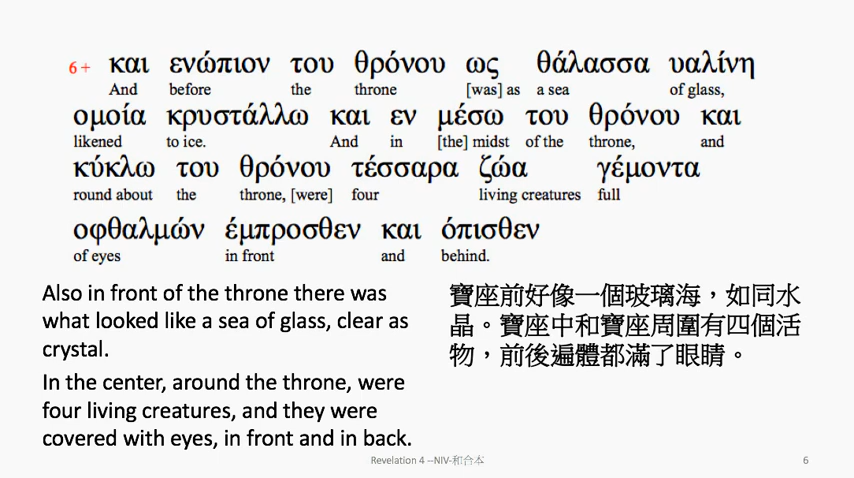 6+ και ενώπιον του θρόνου ως θάλασσα υαλίνη
And before the throne [was] as a sea of glass,
ομοία κρυστάλλω και εν μέσω του θρόνου και
likened to ice. And in [the] midst of the throne, and
κύκλω του θρόνου τέσσαρα ζώα γέμοντα
round about the throne, [were] four living creatures full
οφθαλμών έμπροσθεν και όπισθεν
of eyes in front and behind.
Also in front of the throne there was
what looked like a sea of glass, clear as
crystal.
In the center, around the throne, were
four living creatures, and they were
covered with eyes, in front and in back.
寶座前好像一個玻璃海，如同水
晶。寶座中和寶座周圍有四個活
物，前後遍體都滿了眼睛。
Revelation 4 --NIV-和合本
6